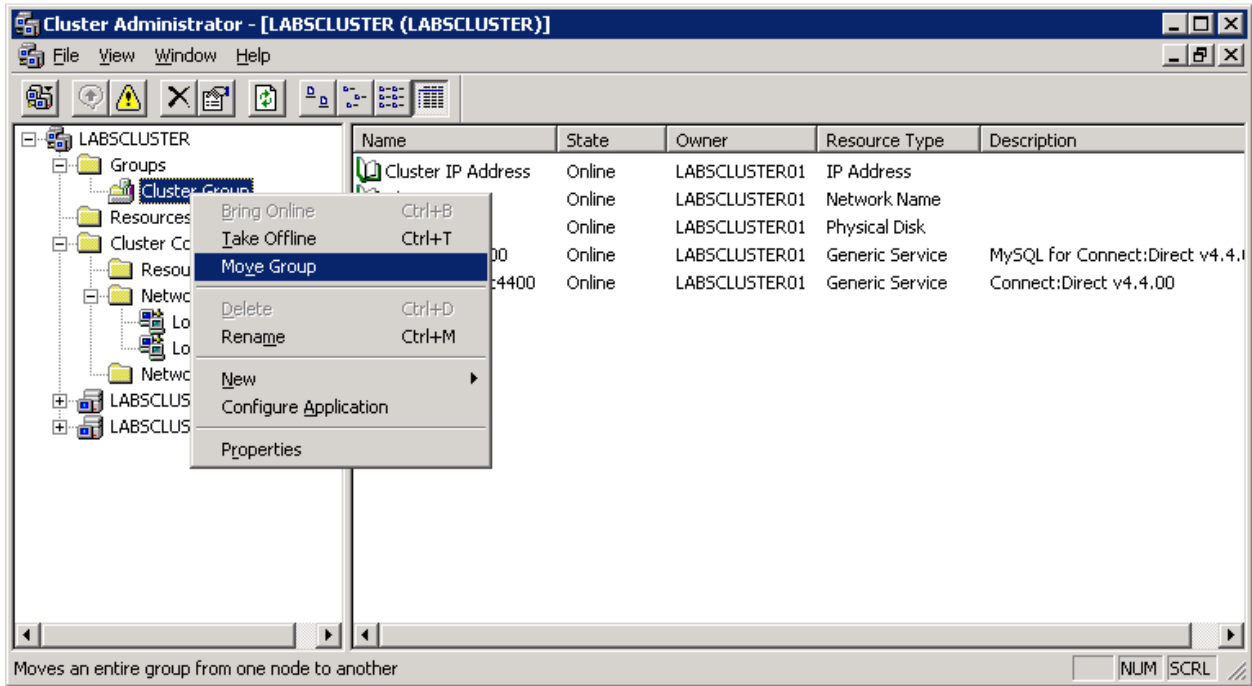 Cluster Administrator - [LABSCLUSTER (LABSCLUSTER)]
File View Window Help
LABSCLUSTER
Groups
Cluster Group
Resources
Cluster Co
Resou
Netwo
Lo
Lo
Netwo
LABSCLUS
LABSCLUS
Bring Online Ctrl+B
Take Offline Ctrl+T
Move Group
Delete Ctrl+D
Rename Ctrl+M
New
Configure Application
Properties
Name State Owner Resource Type Description
Cluster IP Address Online LABSCLUSTER01 IP Address
Online LABSCLUSTER01 Network Name
Online LABSCLUSTER01 Physical Disk
00 Online LABSCLUSTER01 Generic Service MySQL for Connect:Direct v4.4.
4400 Online LABSCLUSTER01 Generic Service Connect:Direct v4.4.00
Moves an entire group from one node to another NUM SCRL